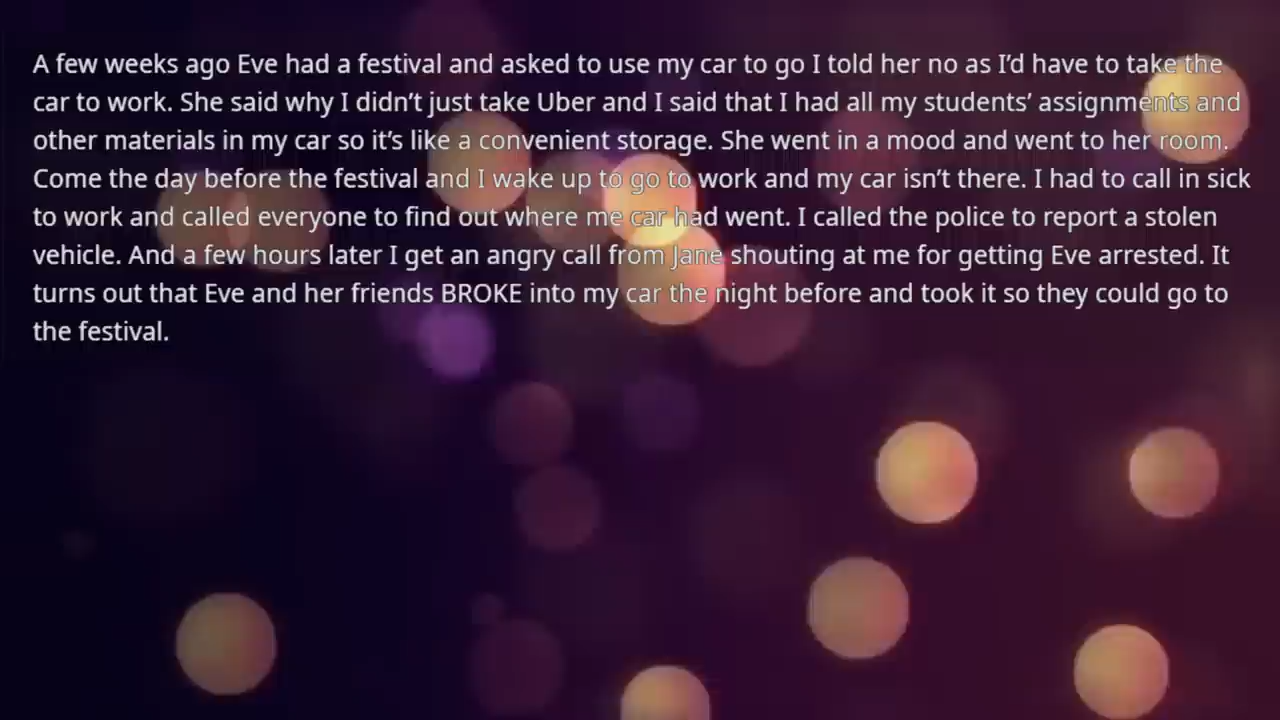 A few weeks ago Eve had a festival and asked to use my car to go I told her no as I’d have to take the
car to work. She said why I didn’t just take Uber and I said that I had all my students’ assignments and
other materials in my car so it’s like a convenient storage. She went in a mood and went to her room.
Come the day before the festival and I wake up to go to work and my car isn’t there. I had to call in sick
to work and called everyone to find out where me car had went. I called the police to report a stolen
vehicle. And a few hours later I get an angry call from Jane shouting at me for getting Eve arrested. It
turns out that Eve and her friends BROKE into my car the night before and took it so they could go to
the festival.